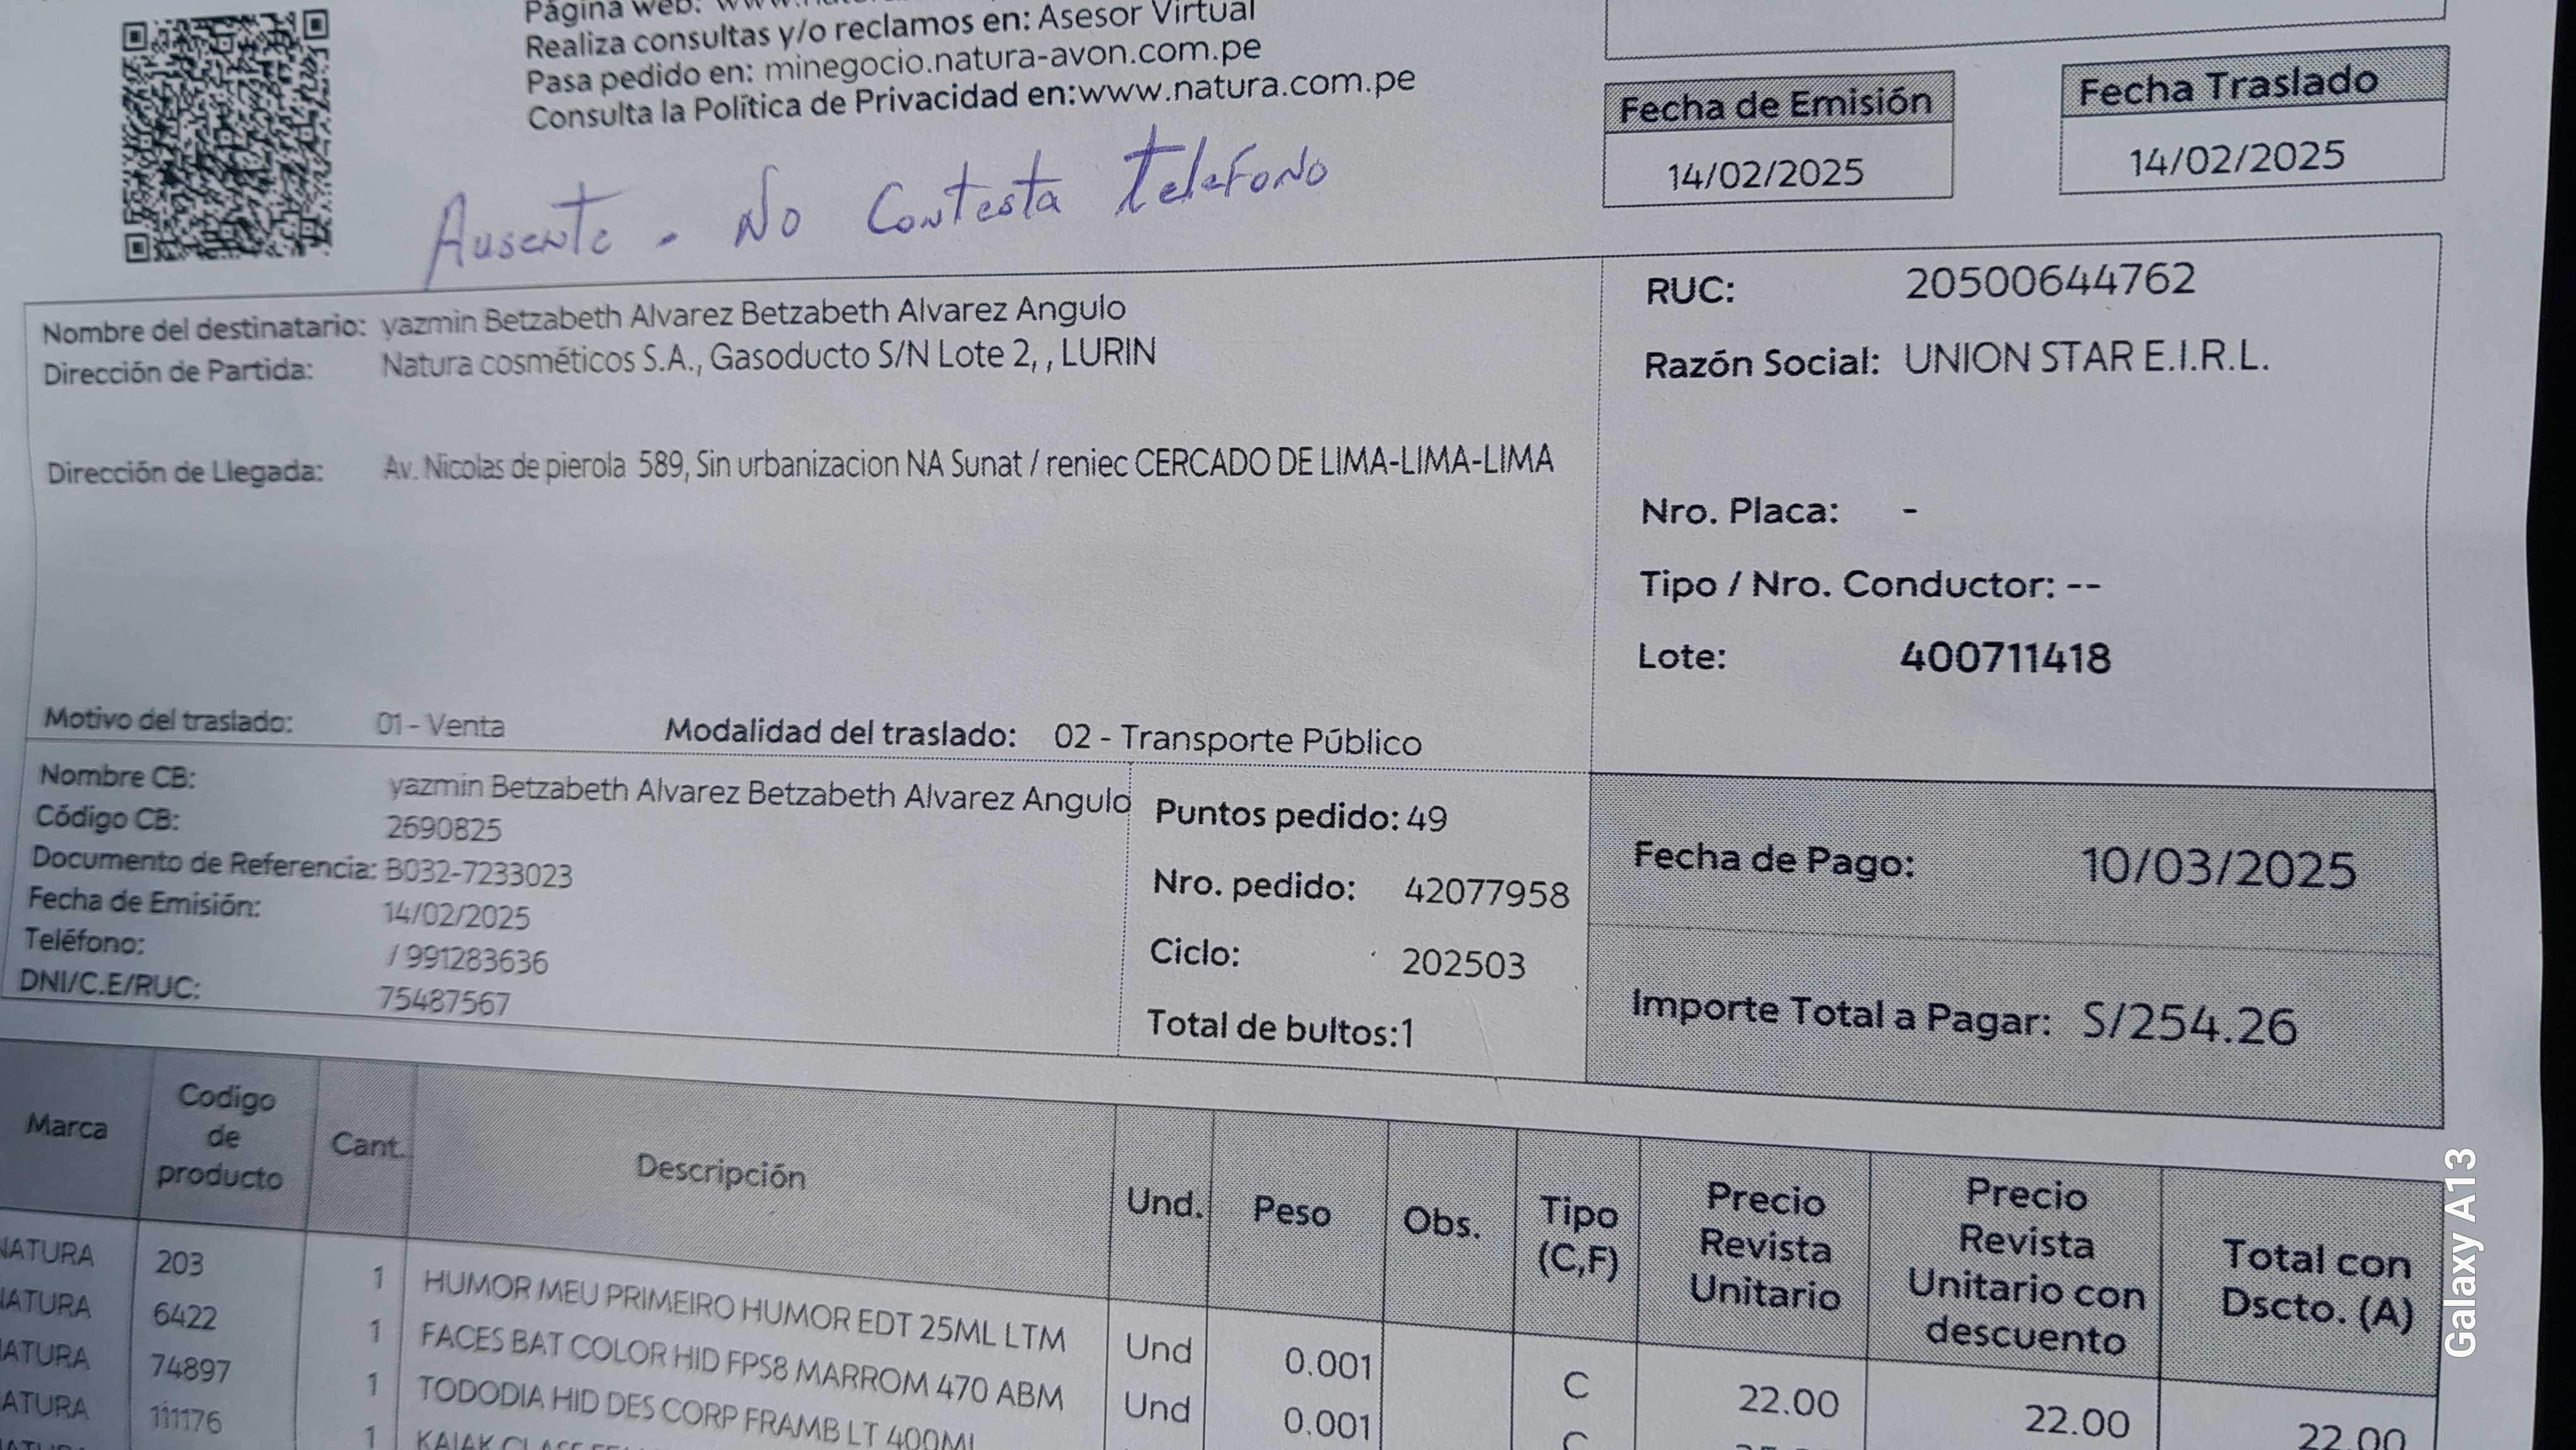 Página web:
Realiza consultas y/o reclamos en: Asesor Virtual
Pasa pedido en: minegocio.natura-avon.com.pe
Consulta la Política de Privacidad en:www.natura.com.pe
Fecha de Emisión
14/02/2025
Fecha Traslado
14/02/2025
Ausente - No Contesta Telefono
Nombre del destinatario: yazmin Betzabeth Alvarez Betzabeth Alvarez Angulo
Dirección de Partida: Natura cosméticos S.A., Gasoducto S/N Lote 2, , LURIN
Dirección de Llegada: Av. Nicolas de pierola 589, Sin urbanizacion NA Sunat / reniec CERCADO DE LIMA-LIMA-LIMA
Motivo del traslado: 01 - Venta Modalidad del traslado: 02 - Transporte Público
RUC: 20500644762
Razón Social: UNION STAR E.I.R.L.
Nro. Placa: -
Tipo / Nro. Conductor: --
Lote: 400711418
Nombre CB: yazmin Betzabeth Alvarez Betzabeth Alvarez Angulo
Código CB: 2690825
Documento de Referencia: B032-7233023
Fecha de Emisión: 14/02/2025
Teléfono: / 991283636
DNI/C.E/RUC: 75487567
Puntos pedido: 49
Nro. pedido: 42077958
Ciclo: 202503
Total de bultos:1
Fecha de Pago: 10/03/2025
Importe Total a Pagar: S/254.26
Marca
Codigo
de
producto
Cant.
Descripción
Und.
Peso
Obs.
Tipo
(C,F)
Precio
Revista
Unitario
Precio
Revista
Unitario con
descuento
Total con
Dscto. (A)
NATURA 203 1 HUMOR MEU PRIMEIRO HUMOR EDT 25ML LTM Und 0.001 C 22.00 22.00 22.00
NATURA 6422 1 FACES BAT COLOR HID FPS8 MARROM 470 ABM Und 0.001 C
NATURA 74897 1 TODODIA HID DES CORP FRAMB LT 400ML
NATURA 111176 1 KAIAK
Galaxy A13